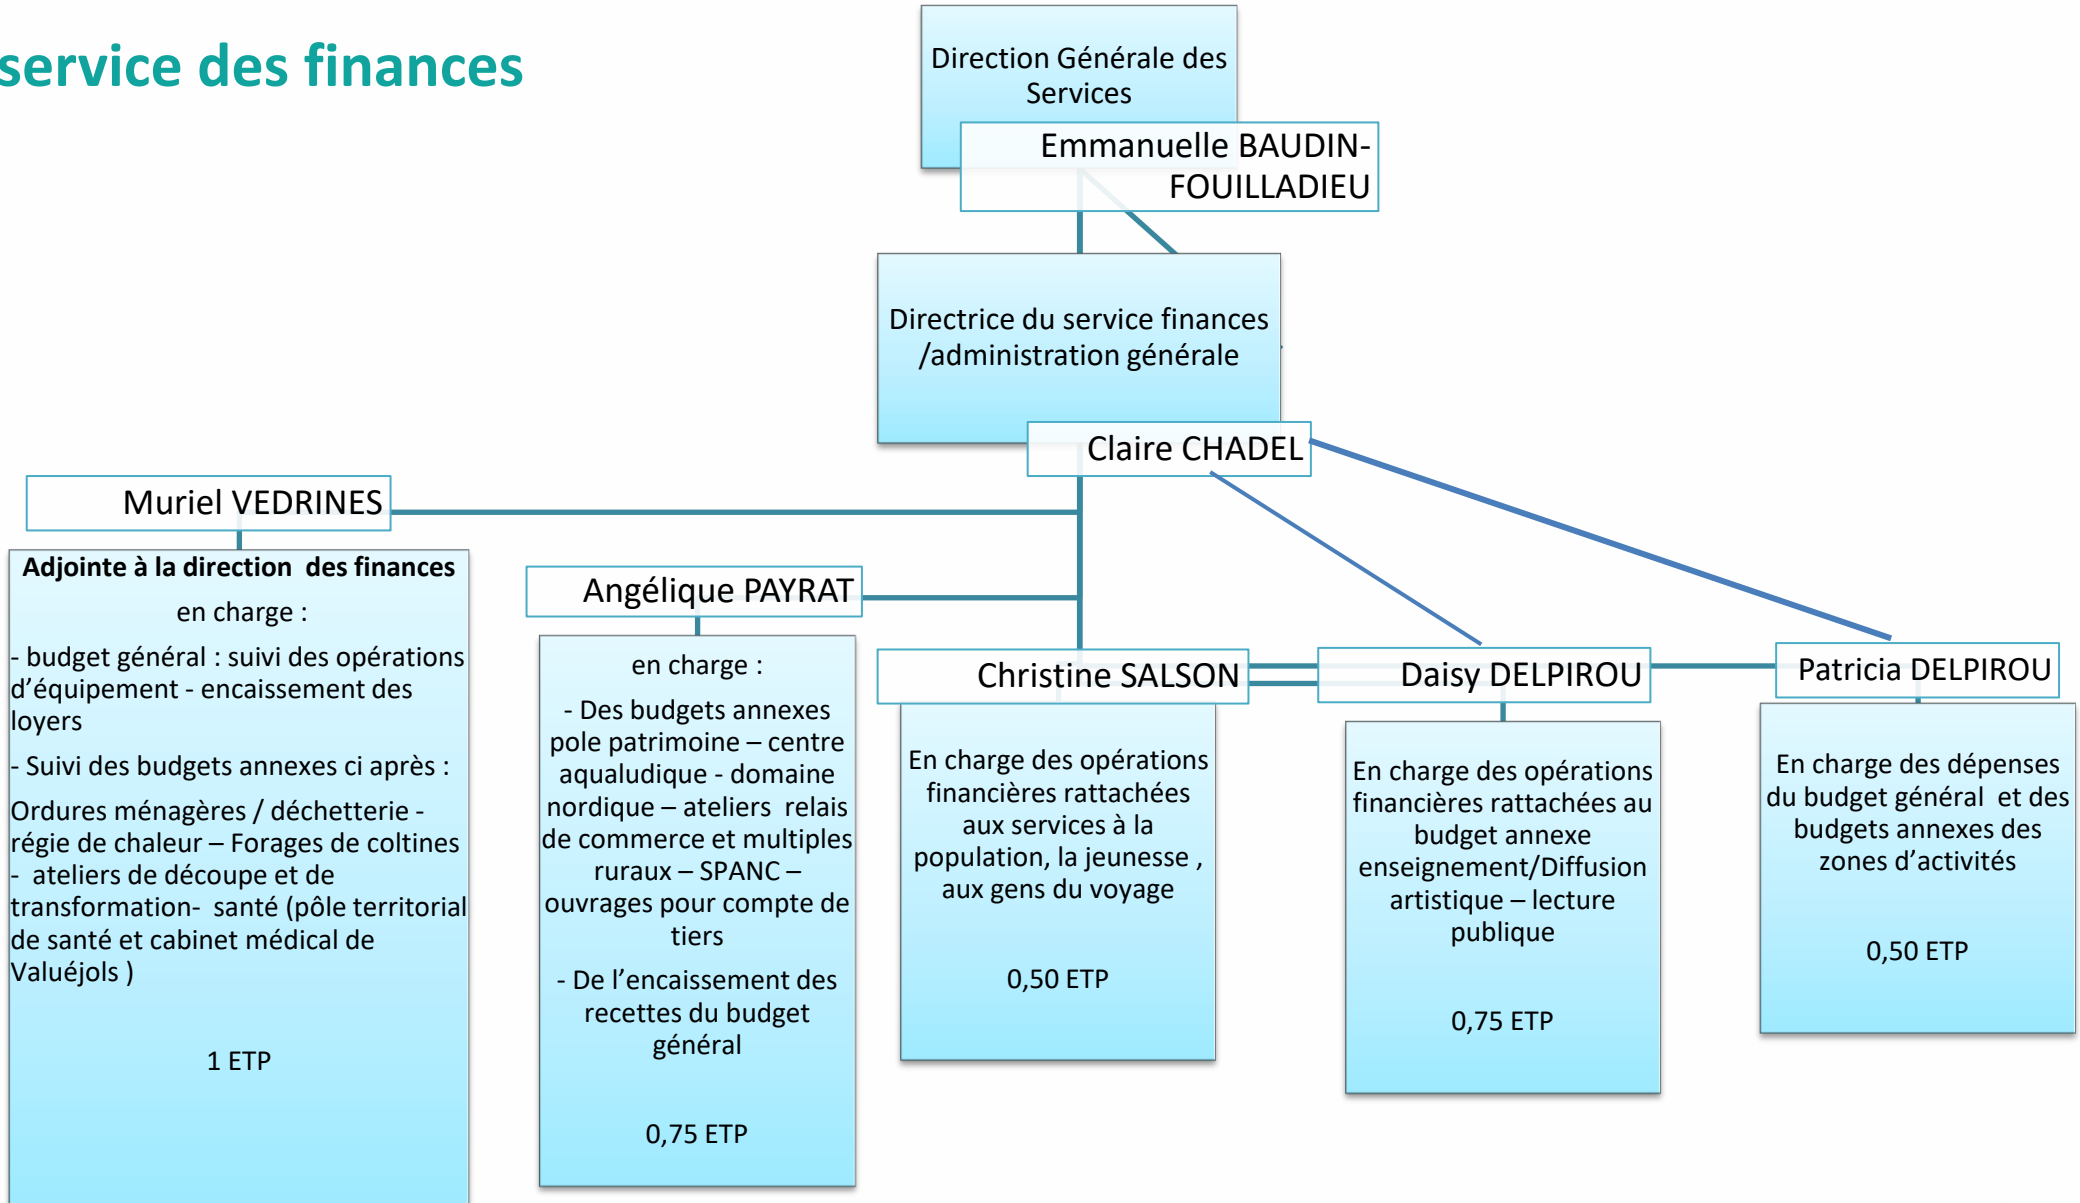 service des finances
Direction Générale des
Services
Emmanuelle BAUDIN-
FOUILLADIEU
Directrice du service finances
/administration générale
Claire CHADEL
Muriel VEDRINES
Adjointe à la direction  des finances
en charge :
- budget général : suivi des opérations
d’équipement - encaissement des
loyers
- Suivi des budgets annexes ci après :
Ordures ménagères / déchetterie -
régie de chaleur – Forages de coltines
-  ateliers de découpe et de
transformation-  santé (pôle territorial
de santé et cabinet médical de
Valuéjols )
1 ETP
Angélique PAYRAT
en charge :
- Des budgets annexes
pole patrimoine – centre
aqualudique - domaine
nordique – ateliers  relais
de commerce et multiples
ruraux – SPANC –
ouvrages pour compte de
tiers
- De l’encaissement des
recettes du budget
général
0,75 ETP
Christine SALSON
En charge des opérations
financières rattachées
aux services à la
population, la jeunesse ,
aux gens du voyage
0,50 ETP
Daisy DELPIROU
En charge des opérations
financières rattachées au
budget annexe
enseignement/Diffusion
artistique – lecture
publique
0,75 ETP
Patricia DELPIROU
En charge des dépenses
du budget général  et des
budgets annexes des
zones d’activités
0,50 ETP